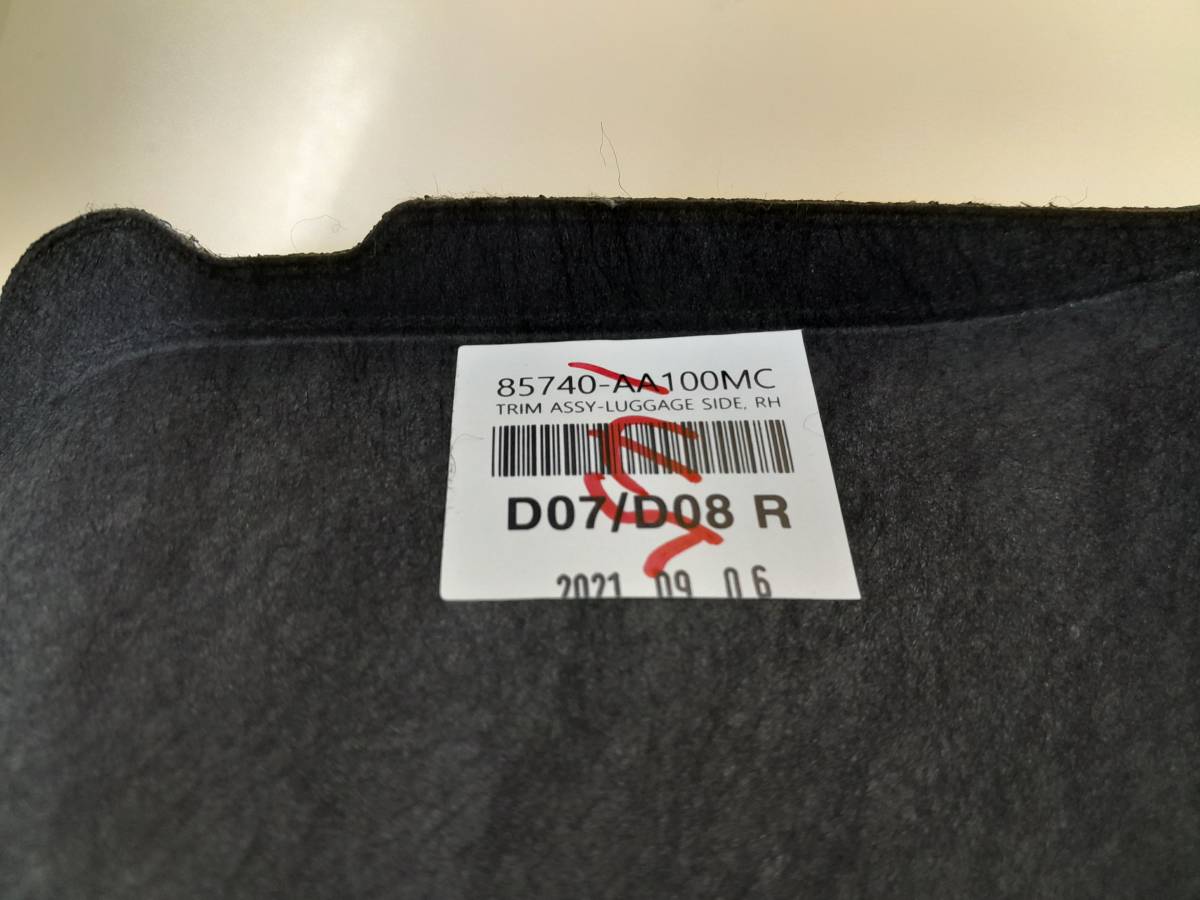 85740-AA100MC
TRIM ASSY-LUGGAGE SIDE, RH
D07/D08 R
2021 09 06